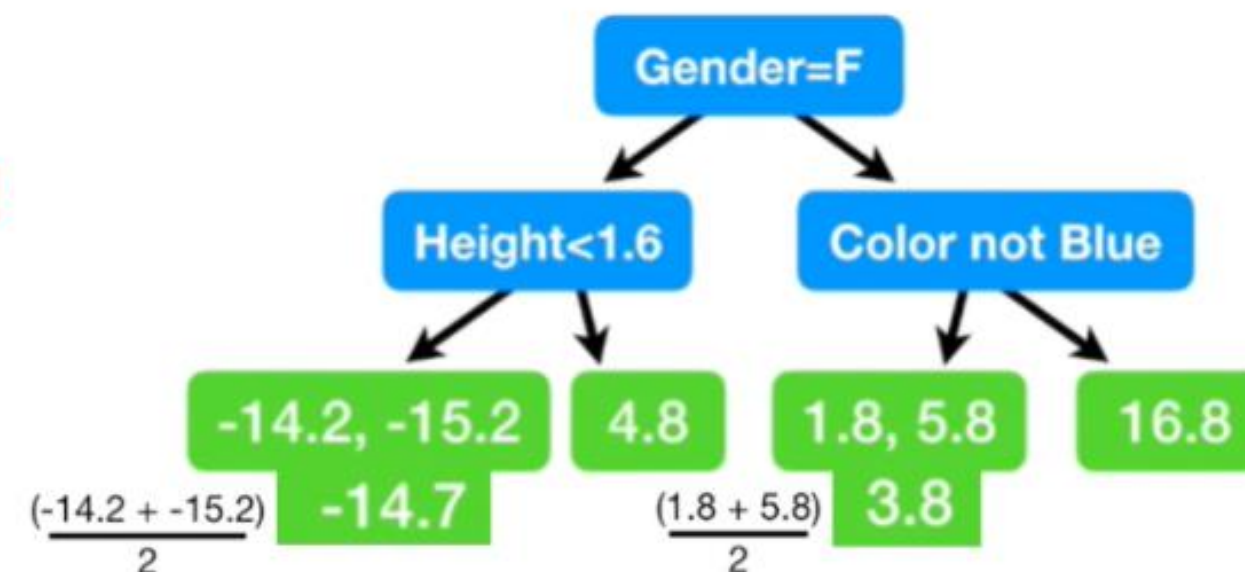 Gender=F
Height<1.6
Color not Blue
-14.2, -15.2
4.8
1.8, 5.8
16.8
(-14.2 + -15.2)
2
-14.7
(1.8 + 5.8)
2
3.8